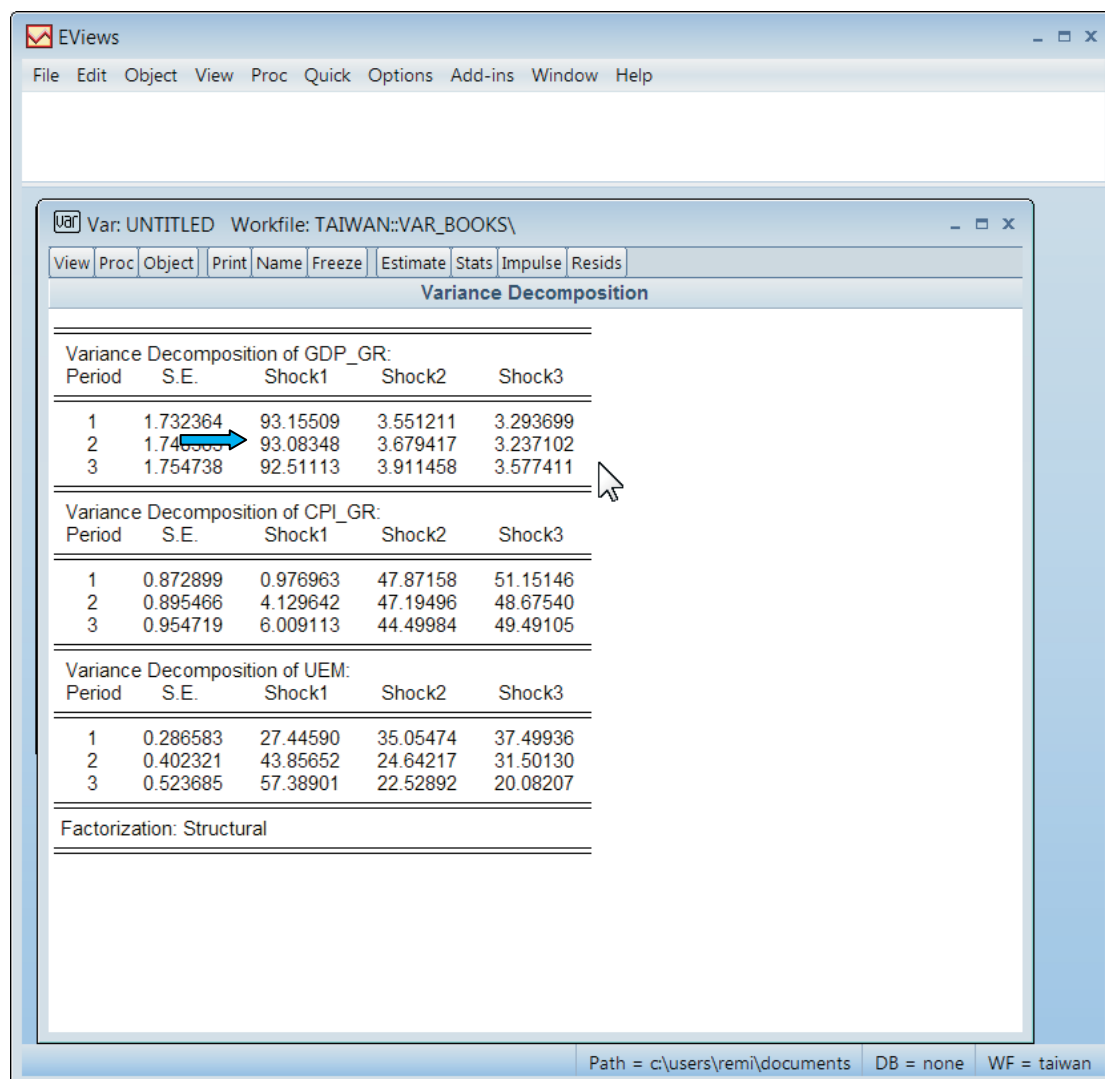 EViews
File Edit Object View Proc Quick Options Add-ins Window Help
Var Var: UNTITLED Workfile: TAIWAN::VAR_BOOKS\
View Proc Object Print Name Freeze Estimate Stats Impulse Resids
Variance Decomposition
Variance Decomposition of GDP_GR:
Period S.E. Shock1 Shock2 Shock3
1 1.732364 93.15509 3.551211 3.293699
2 93.08348 3.679417 3.237102
3 1.754738 92.51113 3.911458 3.577411
Variance Decomposition of CPI_GR:
Period S.E. Shock1 Shock2 Shock3
1 0.872899 0.976963 47.87158 51.15146
2 0.895466 4.129642 47.19496 48.67540
3 0.954719 6.009113 44.49984 49.49105
Variance Decomposition of UEM:
Period S.E. Shock1 Shock2 Shock3
1 0.286583 27.44590 35.05474 37.49936
2 0.402321 43.85652 24.64217 31.50130
3 0.523685 57.38901 22.52892 20.08207
Factorization: Structural
Path = c:\users\remi\documents DB = none WF = taiwan